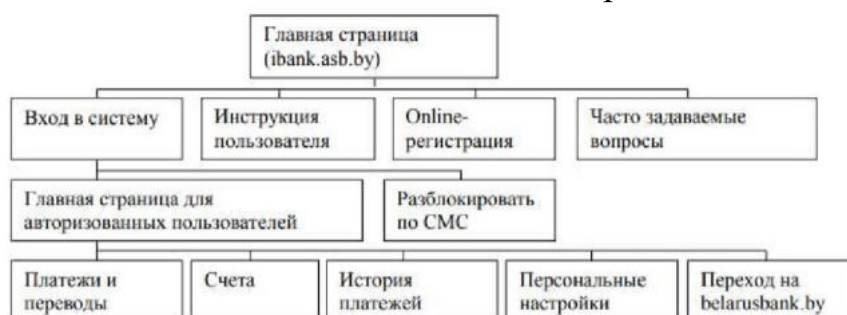 Главная страница
(ibank.asb.by)
Вход в систему
Инструкция
пользователя
Online-
регистрация
Часто задаваемые
вопросы
Главная страница для
авторизованных пользователей
Разблокировать
по СМС
Платежи и
переводы
Счета
История
платежей
Персональные
настройки
Переход на
belarusbank.by